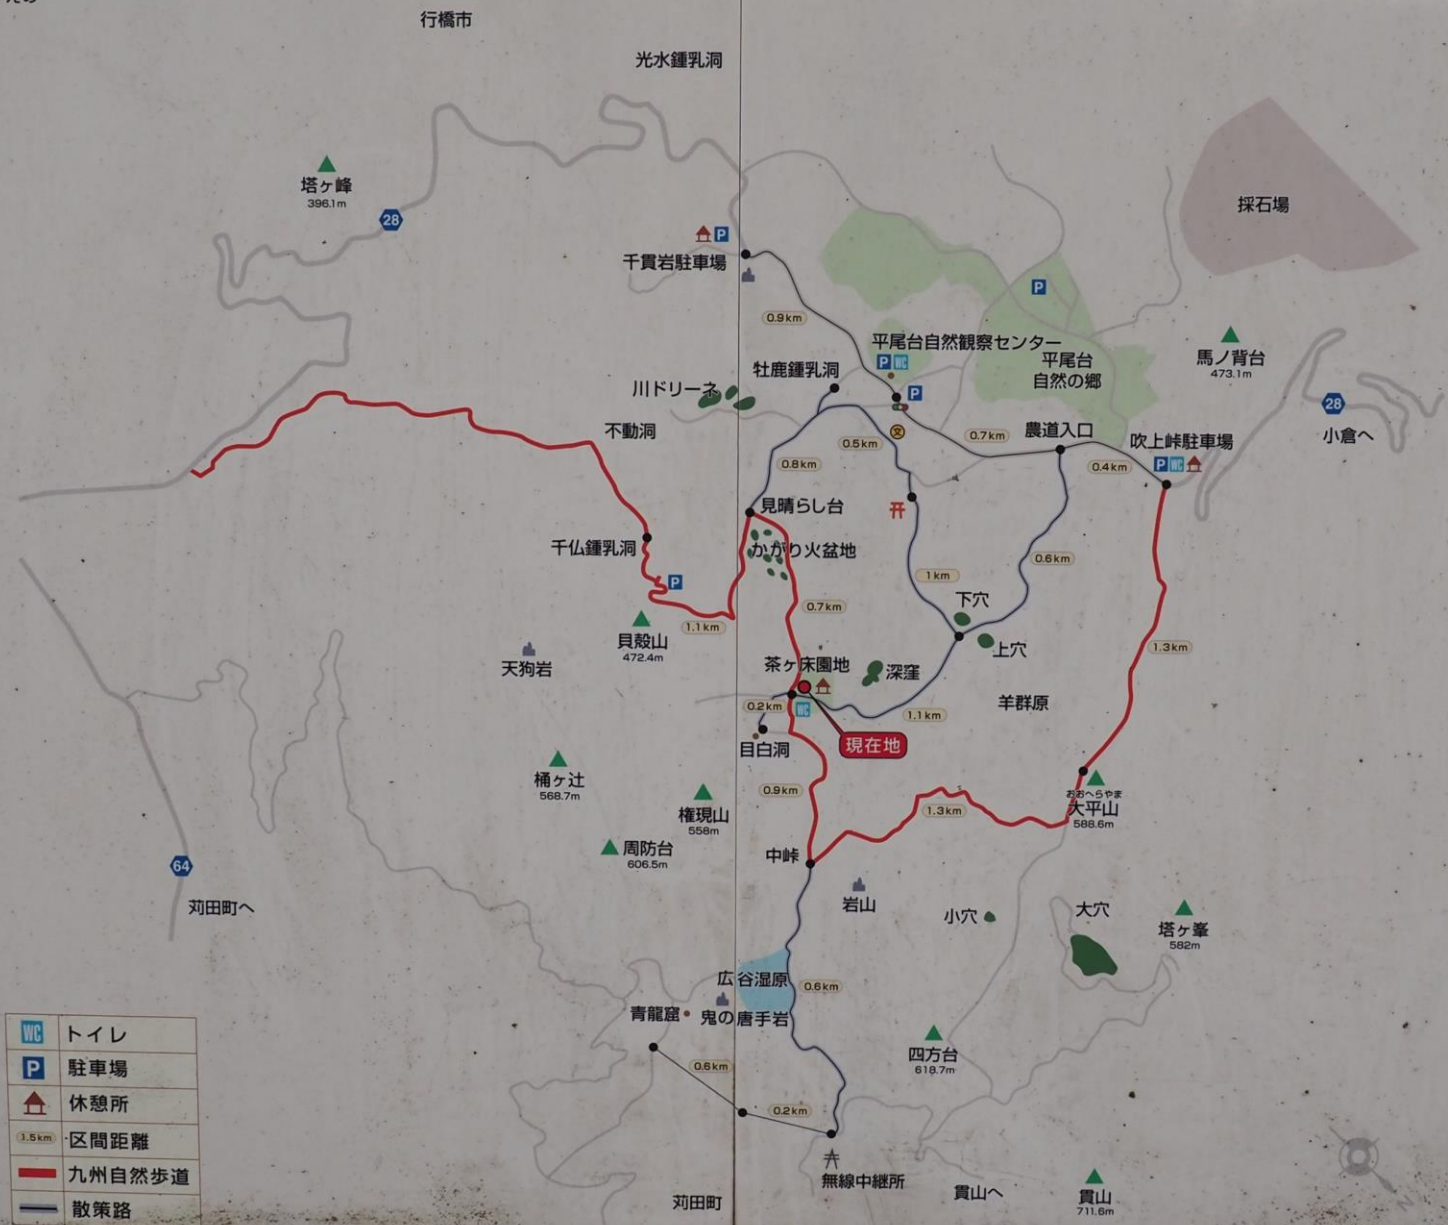 行橋市
光水鍾乳洞
塔ヶ峰
396.1m
28
採石場
P
千貫岩駐車場
P
0.9km
平尾台自然観察センター
P WC
平尾台
自然の郷
馬ノ背台
473.1m
28
小倉へ
牡鹿鍾乳洞
P
川ドリーネ
文
不動洞
0.5km
0.7km
農道入口
吹上峠駐車場
P WC
0.8km
0.4km
見晴らし台
千仏鍾乳洞
かがり火盆地
0.6km
P
1km
下穴
0.7km
1.1km
貝殻山
472.4m
上穴
1.3km
天狗岩
茶ヶ床園地
深窪
羊群原
0.2km
WC
1.1km
目白洞
現在地
桶ヶ辻
568.7m
0.9km
権現山
558m
おおへらやま
大平山
588.6m
1.3km
周防台
606.5m
中峠
64
苅田町へ
岩山
小穴
大穴
塔ヶ峯
582m
広谷湿原
0.6km
青龍窟
鬼の唐手岩
四方台
618.7m
0.6km
0.2km
無線中継所
貫山へ
貫山
711.6m
苅田町
N
WC トイレ
P 駐車場
休憩所
1.5km 区間距離
九州自然歩道
散策路